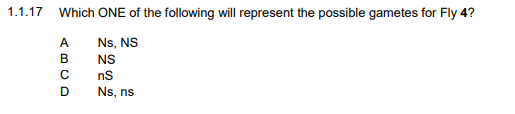 1.1.17 Which ONE of the following will represent the possible gametes for Fly 4?
A Ns, NS
B NS
C nS
D Ns, ns